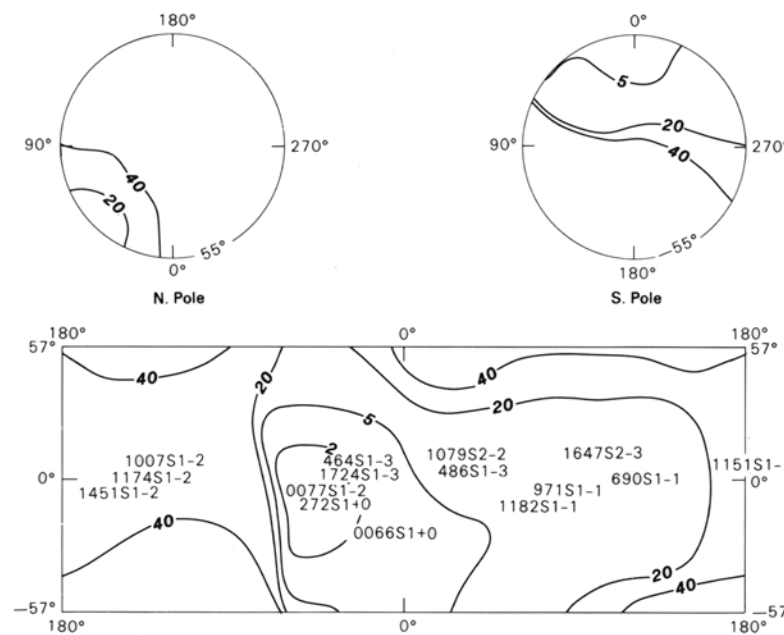 180° 0°
5
90° 270° 90° 20 270°
40 40
20
55° −55°
0° 180°
N. Pole S. Pole
180° 0° 180°
57° 57°
40 20 40
20
5
2
1007S1-2 464S1-3 1079S2-2 1647S2-3
1174S1-2 1724S1-3 486S1-3 690S1-1 1151S1-
0° 0°
1451S1-2 0077S1-2 971S1-1
272S1+0 1182S1-1
40 0066S1+0
20
40
−57° −57
180° 0° 180°